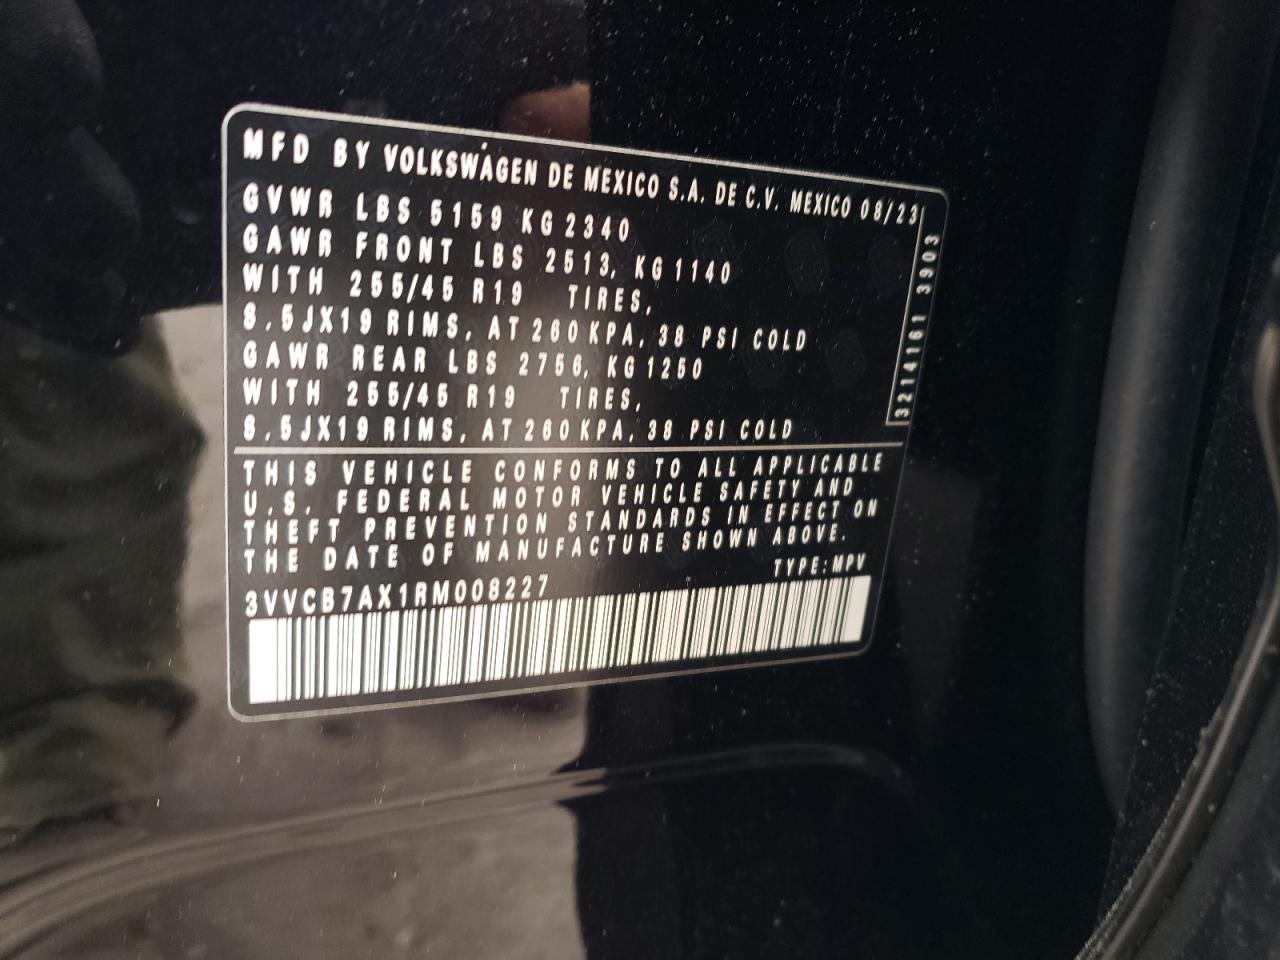 MFD BY VOLKSWAGEN DE MEXICO S.A. DE C.V. MEXICO 08/23
GVWR LBS 5159 KG 2340
GAWR FRONT LBS 2513, KG 1140
WITH 255/45 R19 TIRES,
8.5JX19 RIMS, AT 260 KPA, 38 PSI COLD
GAWR REAR LBS 2756, KG 1250
WITH 255/45 R19 TIRES,
8.5JX19 RIMS, AT 260 KPA, 38 PSI COLD
3214161 3903
THIS VEHICLE CONFORMS TO ALL APPLICABLE
U.S. FEDERAL MOTOR VEHICLE SAFETY AND
THEFT PREVENTION STANDARDS IN EFFECT ON
THE DATE OF MANUFACTURE SHOWN ABOVE.
TYPE:MPV
3VVCB7AX1RM008227